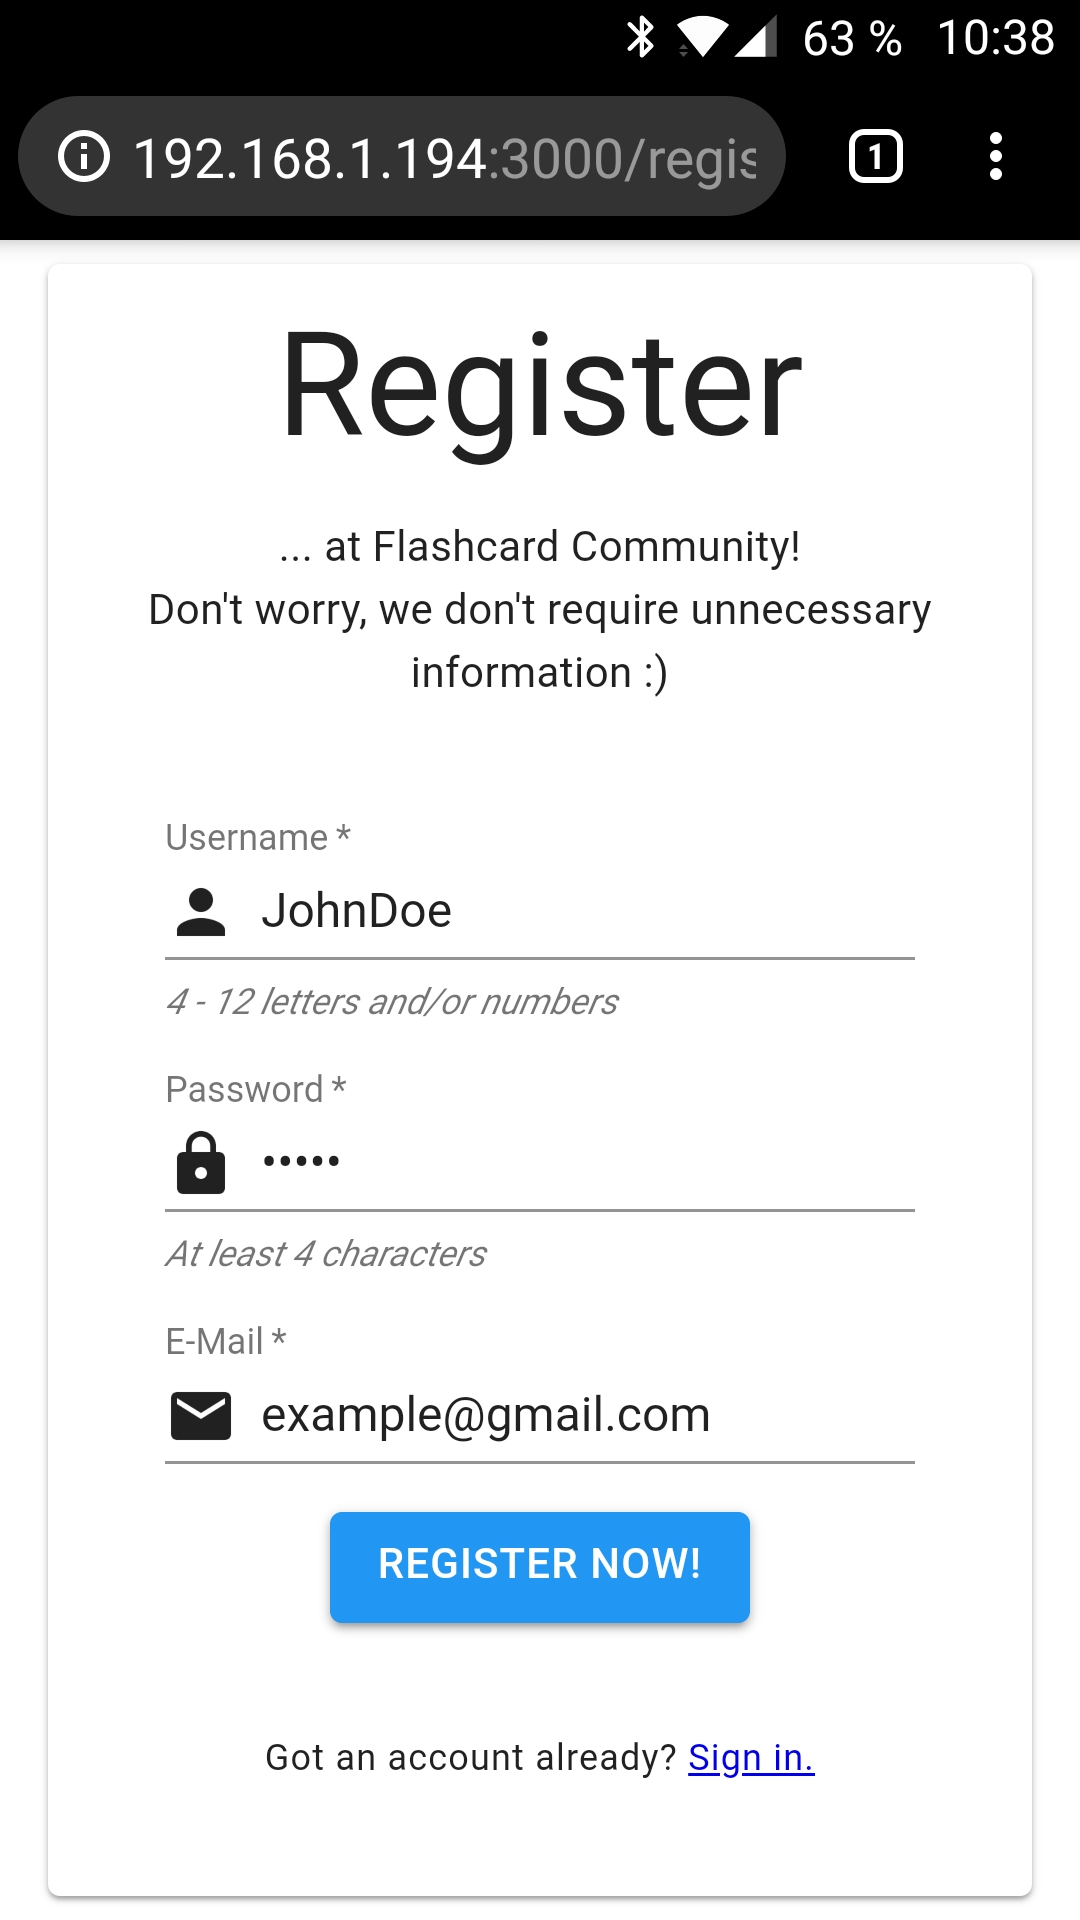 63 % 10:38
192.168.1.194:3000/regis
1
Register
... at Flashcard Community!
Don't worry, we don't require unnecessary
information :)
Username *
JohnDoe
4 - 12 letters and/or numbers
Password *
•••••
At least 4 characters
E-Mail *
example@gmail.com
REGISTER NOW!
Got an account already? Sign in.